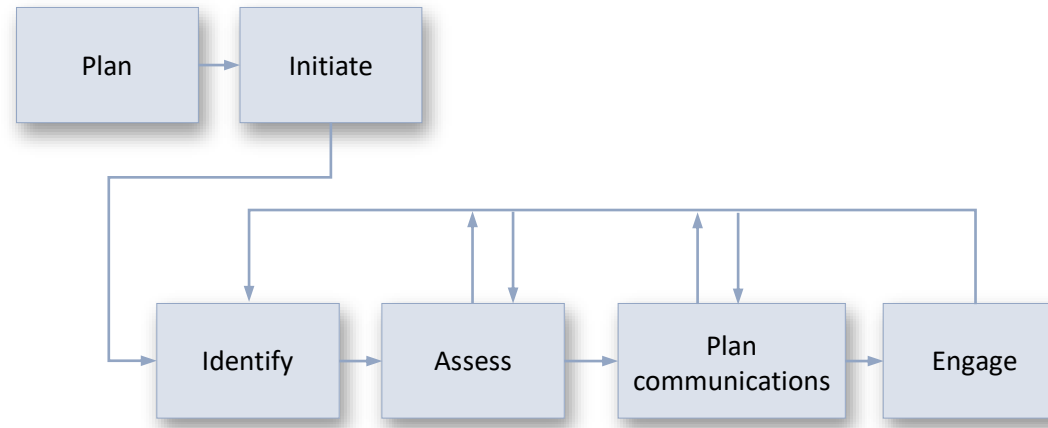 Plan
Initiate
Identify
Assess
Plan
communications
Engage